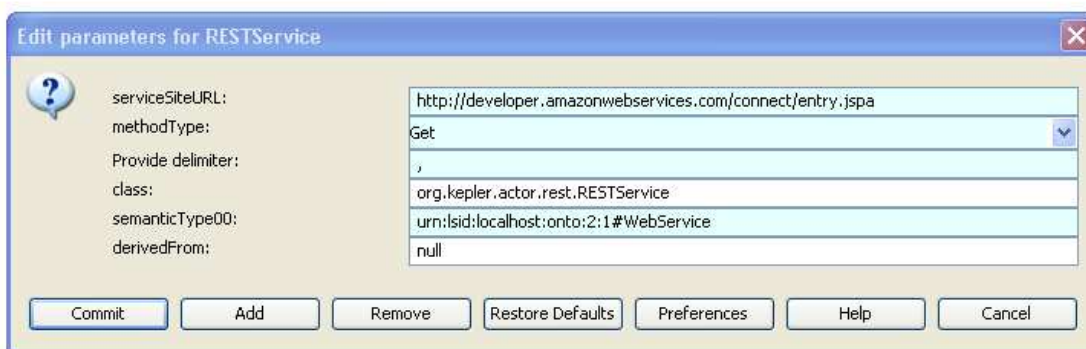 Edit parameters for RESTService
serviceSiteURL: http://developer.amazonwebservices.com/connect/entry.jspa
methodType: Get
Provide delimiter: ,
class: org.kepler.actor.rest.RESTService
semanticType00: urn:lsid:localhost:onto:2:1#WebService
derivedFrom: null
Commit Add Remove Restore Defaults Preferences Help Cancel